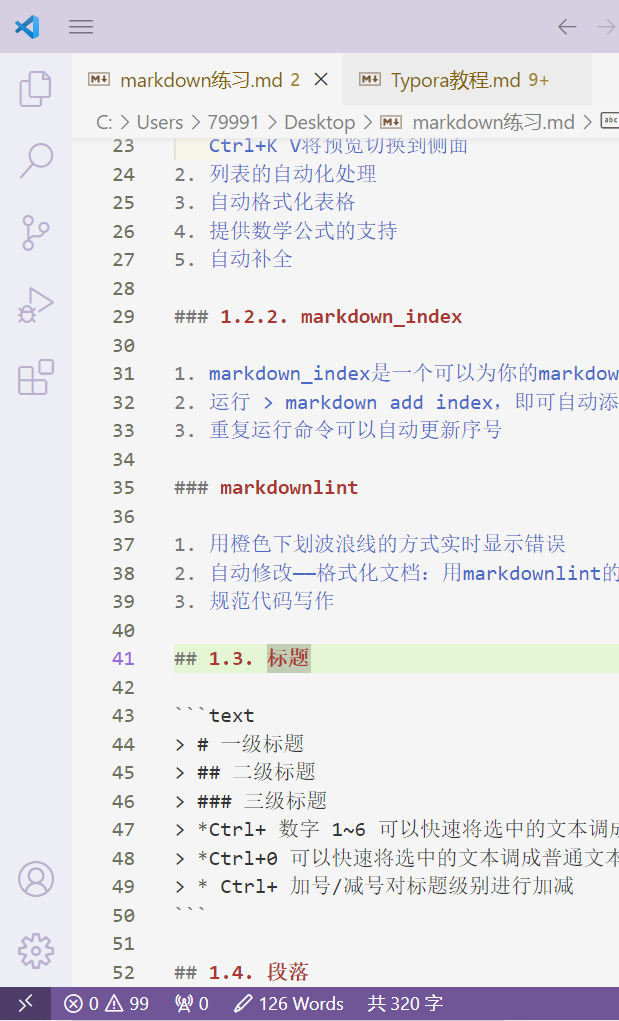 markdown练习.md 2 × Typora教程.md 9+
C: > Users > 79991 > Desktop > markdown练习.md >
23 Ctrl+K V将预览切换到侧面
24 2. 列表的自动化处理
25 3. 自动格式化表格
26 4. 提供数学公式的支持
27 5. 自动补全
28
29 ### 1.2.2. markdown_index
30
31 1. markdown_index是一个可以为你的markdow
32 2. 运行 > markdown add index，即可自动添
33 3. 重复运行命令可以自动更新序号
34
35 ### markdownlint
36
37 1. 用橙色下划波浪线的方式实时显示错误
38 2. 自动修改——格式化文档：用markdownlint的
39 3. 规范代码写作
40
41 ## 1.3. 标题
42
43 ```text
44 > # 一级标题
45 > ## 二级标题
46 > ### 三级标题
47 > *Ctrl+ 数字 1~6 可以快速将选中的文本调成
48 > *Ctrl+0 可以快速将选中的文本调成普通文本
49 > * Ctrl+ 加号/减号对标题级别进行加减
50 ```
51
52 ## 1.4. 段落
0 99 0 126 Words 共 320 字